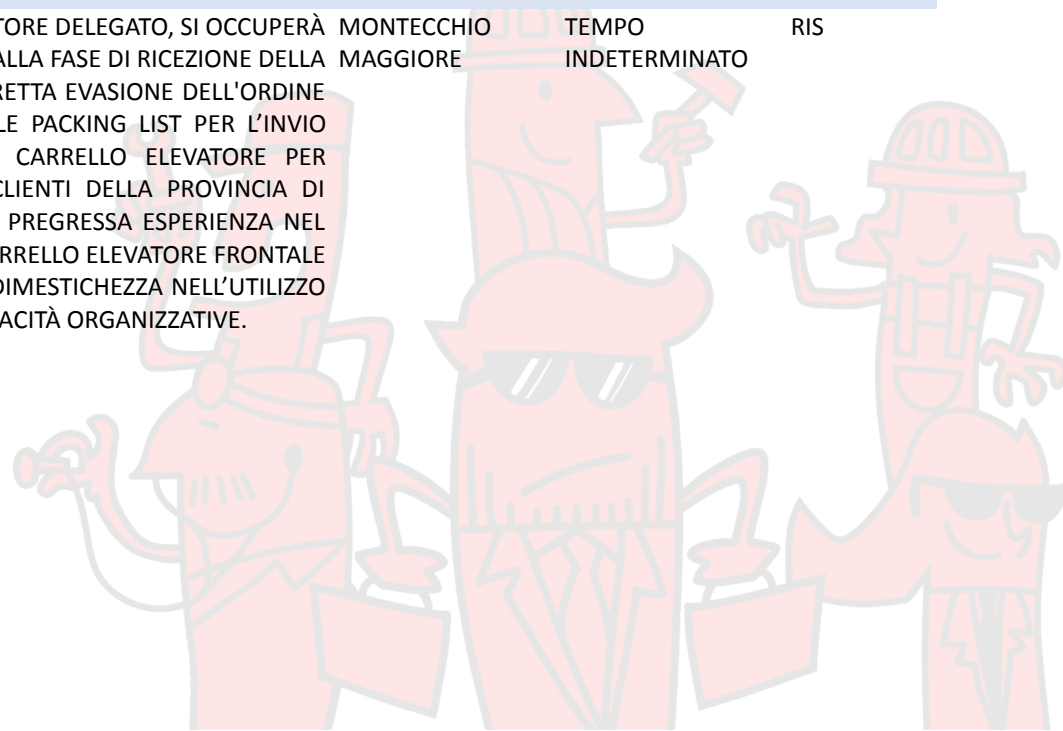 TORE DELEGATO, SI OCCUPERÀ MONTECCHIO TEMPO RIS
ALLA FASE DI RICEZIONE DELLA MAGGIORE INDETERMINATO
RETTA EVASIONE DELL'ORDINE
LE PACKING LIST PER L’INVIO
CARRELLO ELEVATORE PER
CLIENTI DELLA PROVINCIA DI
PREGRESSA ESPERIENZA NEL
RRELLO ELEVATORE FRONTALE
DIMESTICHEZZA NELL’UTILIZZO
ACITÀ ORGANIZZATIVE.